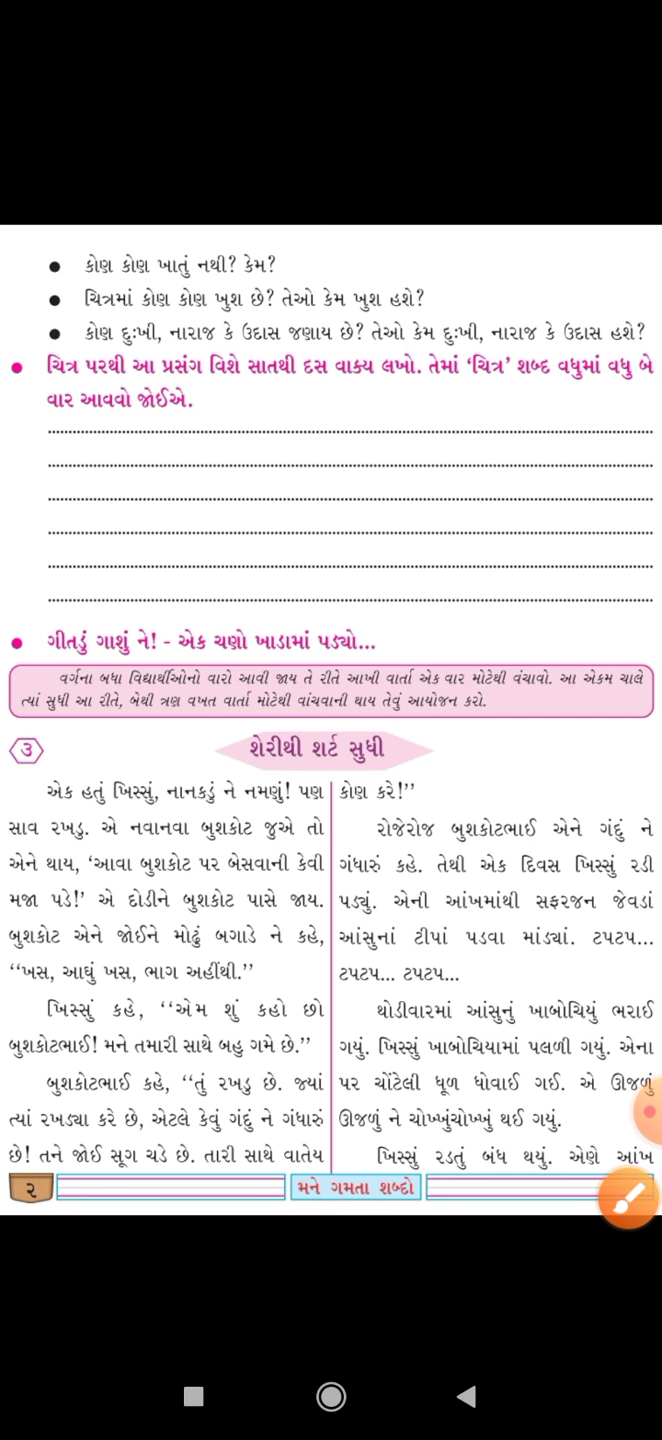 કોણ કોણ ખાતું નથી? કેમ?
ચિત્રમાં કોણ કોણ ખુશ છે? તેઓ કેમ ખુશ હશે?
કોણ દુઃખી, નારાજ કે ઉદાસ જણાય છે? તેઓ કેમ દુઃખી, નારાજ કે ઉદાસ હશે?
ચિત્ર પરથી આ પ્રસંગ વિશે સાતથી દસ વાક્ય લખો. તેમાં ‘ચિત્ર’ શબ્દ વધુમાં વધુ બે
વાર આવવો જોઈએ.
ગીતડું ગાશું ને! - એક ચણો ખાડામાં પડ્યો...
વર્ગના બધા વિદ્યાર્થીઓનો વારો આવી જાય તે રીતે આખી વાર્તા એક વાર મોટેથી વંચાવો. આ એકમ ચાલે
ત્યાં સુધી આ રીતે, બેથી ત્રણ વખત વાર્તા મોટેથી વાંચવાની થાય તેવું આયોજન કરો.
૩
શેરીથી શર્ટ સુધી
એક હતું ખિસ્સું, નાનકડું ને નમણું! પણ
સાવ રખડુ. એ નવાનવા બુશકોટ જુએ તો
એને થાય, ‘આવા બુશકોટ પર બેસવાની કેવી
મજા પડે!’ એ દોડીને બુશકોટ પાસે જાય.
બુશકોટ એને જોઈને મોઢું બગાડે ને કહે,
‘‘ખસ, આઘું ખસ, ભાગ અહીંથી.’’
ખિસ્સું કહે, ‘‘એમ શું કહો છો
બુશકોટભાઈ! મને તમારી સાથે બહુ ગમે છે.’’
બુશકોટભાઈ કહે, ‘‘તું રખડુ છે. જ્યાં
ત્યાં રખડ્યા કરે છે, એટલે કેવું ગંદું ને ગંધારું
છે! તને જોઈ સૂગ ચડે છે. તારી સાથે વાતેય
કોણ કરે!’’
રોજેરોજ બુશકોટભાઈ એને ગંદું ને
ગંધારું કહે. તેથી એક દિવસ ખિસ્સું રડી
પડ્યું. એની આંખમાંથી સફરજન જેવડાં
આંસુનાં ટીપાં પડવા માંડ્યાં. ટપટપ...
ટપટપ... ટપટપ...
થોડીવારમાં આંસુનું ખાબોચિયું ભરાઈ
ગયું. ખિસ્સું ખાબોચિયામાં પલળી ગયું. એના
પર ચોંટેલી ધૂળ ધોવાઈ ગઈ. એ ઊજળું
ઊજળું ને ચોખ્ખુંચોખ્ખું થઈ ગયું.
ખિસ્સું રડતું બંધ થયું. એણે આંખ
૨
મને ગમતા શબ્દો